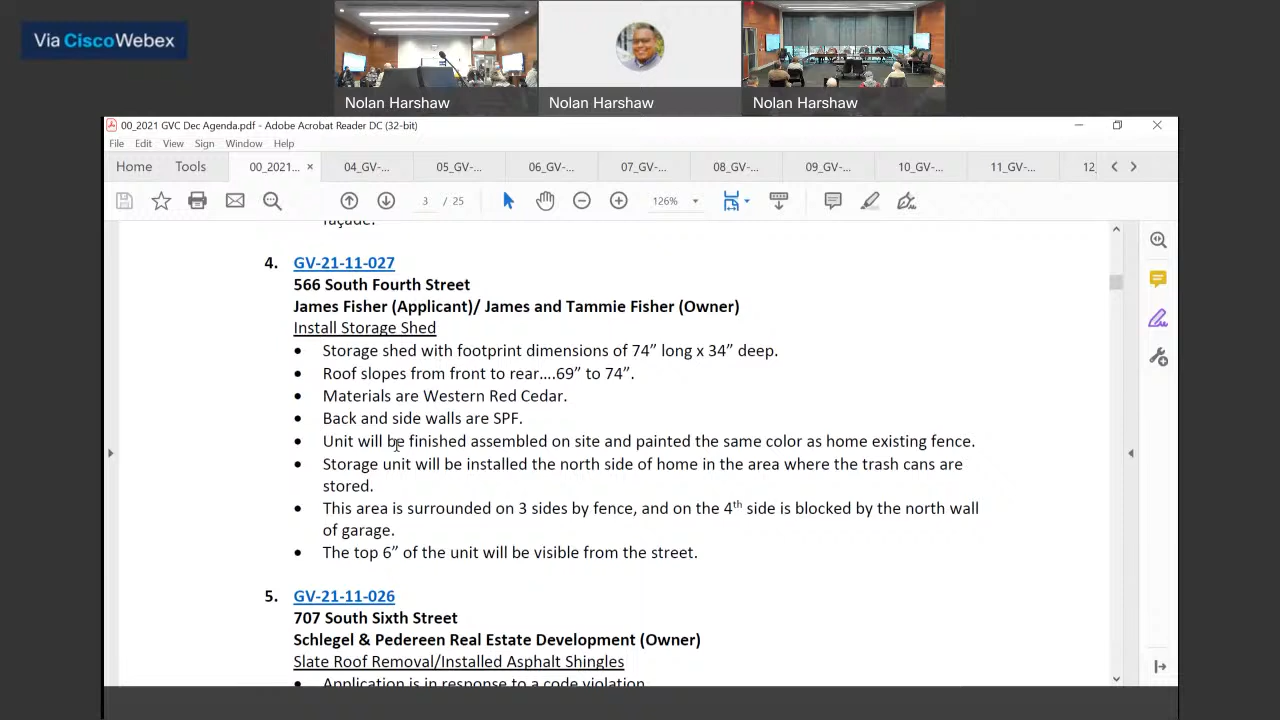 Via CiscoWebex
Nolan Harshaw
Nolan Harshaw
Nolan Harshaw
00_2021 GVC Dec Agenda.pdf - Adobe Acrobat Reader DC (32-bit)
File Edit View Sign Window Help
Home Tools 00_2021... × 04_GV-... 05_GV-... 06_GV-... 07_GV-... 08_GV-... 09_GV-... 10_GV-... 11_GV-... 12
3 / 25 126%
façade.
4. GV-21-11-027
566 South Fourth Street
James Fisher (Applicant)/ James and Tammie Fisher (Owner)
Install Storage Shed
• Storage shed with footprint dimensions of 74” long x 34” deep.
• Roof slopes from front to rear....69” to 74”.
• Materials are Western Red Cedar.
• Back and side walls are SPF.
• Unit will be finished assembled on site and painted the same color as home existing fence.
• Storage unit will be installed the north side of home in the area where the trash cans are
stored.
• This area is surrounded on 3 sides by fence, and on the 4th side is blocked by the north wall
of garage.
• The top 6” of the unit will be visible from the street.
5. GV-21-11-026
707 South Sixth Street
Schlegel & Pedereen Real Estate Development (Owner)
Slate Roof Removal/Installed Asphalt Shingles
• Application is in response to a code violation.